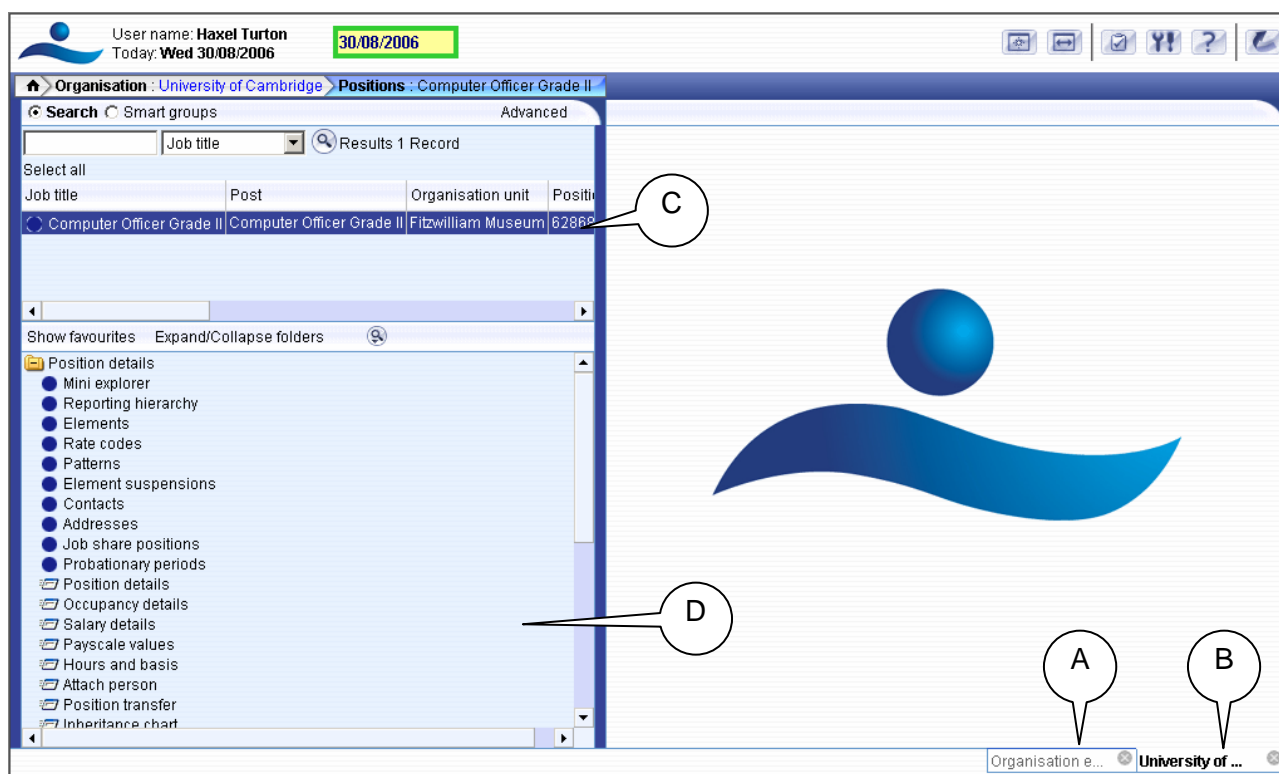 User name: Haxel Turton
Today: Wed 30/08/2006
30/08/2006
Organisation : University of Cambridge Positions : Computer Officer Grade II
Search Smart groups Advanced
Job title Results 1 Record
Select all
Job title Post Organisation unit Positi
Computer Officer Grade II Computer Officer Grade II Fitzwilliam Museum 62868
C
Show favourites Expand/Collapse folders
Position details
Mini explorer
Reporting hierarchy
Elements
Rate codes
Patterns
Element suspensions
Contacts
Addresses
Job share positions
Probationary periods
Position details
Occupancy details
Salary details
D
Payscale values
Hours and basis
A B
Attach person
Position transfer
Inheritance chart
Organisation e... University of ...